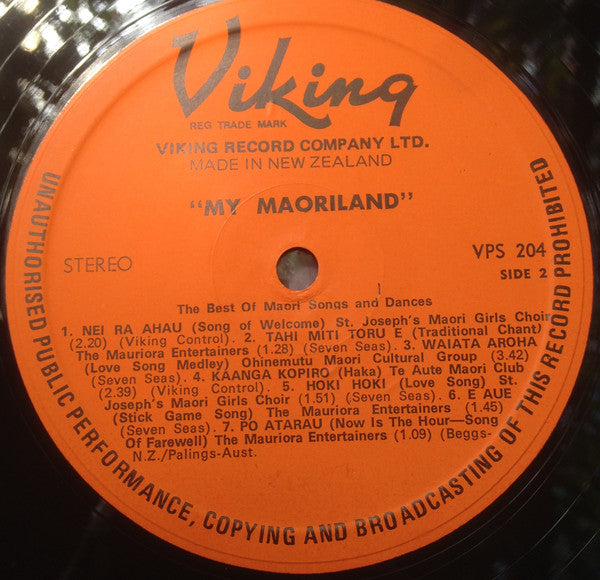 Viking
REG TRADE MARK
VIKING RECORD COMPANY LTD.
MADE IN NEW ZEALAND
"MY MAORILAND"
STEREO
VPS 204
SIDE 2
The Best Of Maori Songs and Dances
1. NEI RA AHAU (Song of Welcome) St. Joseph's Maori Girls Choir
(2.20) (Viking Control). 2. TAHI MITI TORU E (Traditional Chant)
The Mauriora Entertainers (1.28) (Seven Seas). 3. WAIATA AROHA
(Love Song Medley) Ohinemutu Maori Cultural Group (3.42)
(Seven Seas). 4. KAANGA KOPIRO (Haka) Te Aute Maori Club
(2.39) (Viking Control). 5. HOKI HOKI (Love Song) St.
Joseph's Maori Girls Choir (1.51) (Seven Seas). 6. E AUE
(Stick Game Song) The Mauriora Entertainers (1.45)
(Seven Seas). 7. PO ATARAU (Now Is The Hour—Song
Of Farewell) The Mauriora Entertainers (1.09) (Beggs-
N.Z./Palings-Aust.
UNAUTHORISED PUBLIC PERFORMANCE, COPYING AND BROADCASTING OF THIS RECORD PROHIBITED